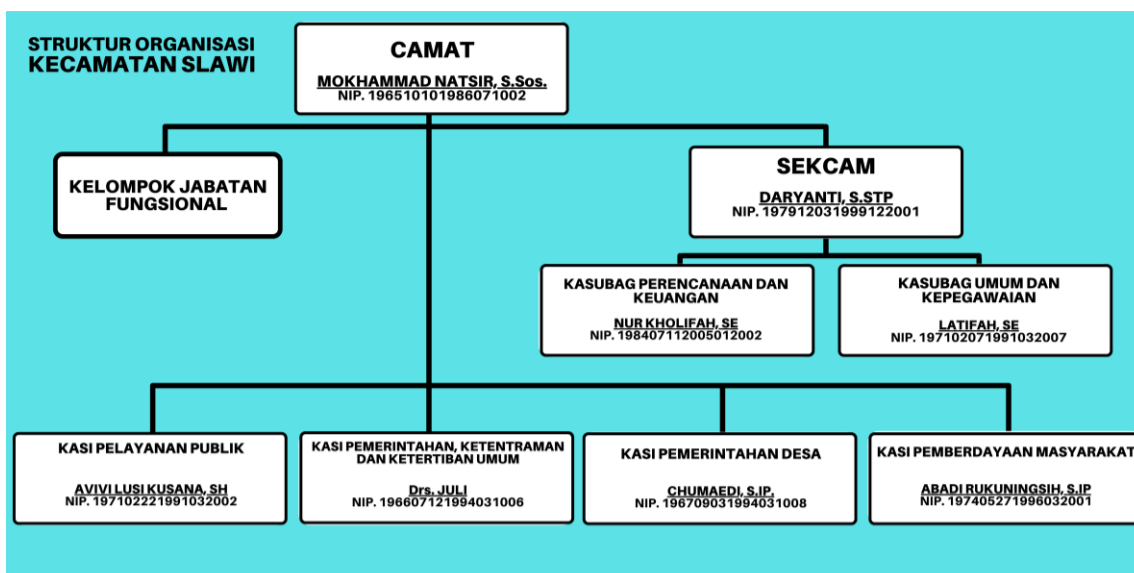 STRUKTUR ORGANISASI
KECAMATAN SLAWI
CAMAT
MOKHAMMAD NATSIR, S.Sos.
NIP. 196510101986071002
KELOMPOK JABATAN
FUNGSIONAL
SEKCAM
DARYANTI, S.STP
NIP. 197912031999122001
KASUBAG PERENCANAAN DAN
KEUANGAN
NUR KHOLIFAH, SE
NIP. 198407112005012002
KASUBAG UMUM DAN
KEPEGAWAIAN
LATIFAH, SE
NIP. 197102071991032007
KASI PELAYANAN PUBLIK
AVIVI LUSI KUSANA, SH
NIP. 197102221991032002
KASI PEMERINTAHAN, KETENTRAMAN
DAN KETERTIBAN UMUM
Drs. JULI
NIP. 196607121994031006
KASI PEMERINTAHAN DESA
CHUMAEDI, S.IP,
NIP. 196709031994031008
KASI PEMBERDAYAAN MASYARAKAT
ABADI RUKUNINGSIH, S.IP
NIP. 197405271996032001